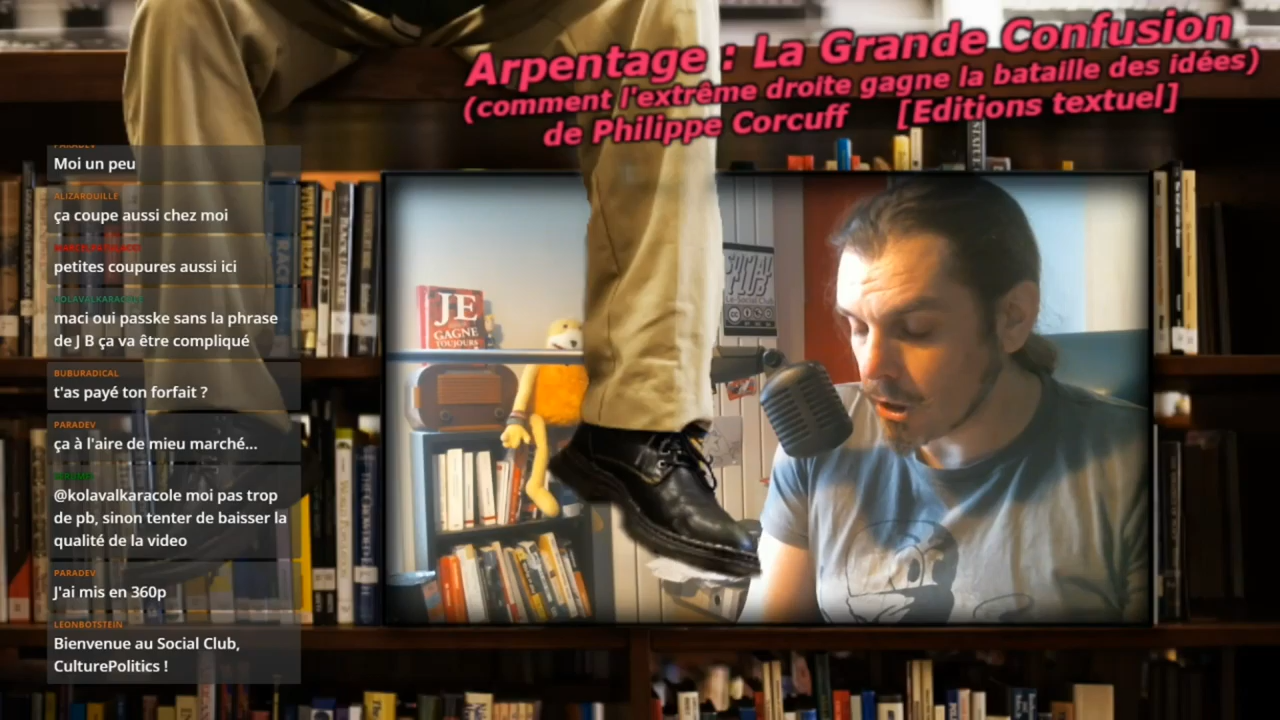 Arpentage : La Grande Confusion
(comment l'extrême droite gagne la bataille des idées)
de Philippe Corcuff [Editions textuel]
PARADEV
Moi un peu
ALIZAROUILLE
ça coupe aussi chez moi
petites coupures aussi ici
KOLAVALKARACOLE
maci oui passke sans la phrase
de J B ça va être compliqué
BUBURADICAL
t'as payé ton forfait ?
PARADEV
ça à l'aire de mieu marché...
@kolavalkaracole moi pas trop
de pb, sinon tenter de baisser la
qualité de la video
PARADEV
J'ai mis en 360p
LEONBOTSTEIN
Bienvenue au Social Club,
CulturePolitics !
JE
GAGNE
TOUJOURS
Le Social Club